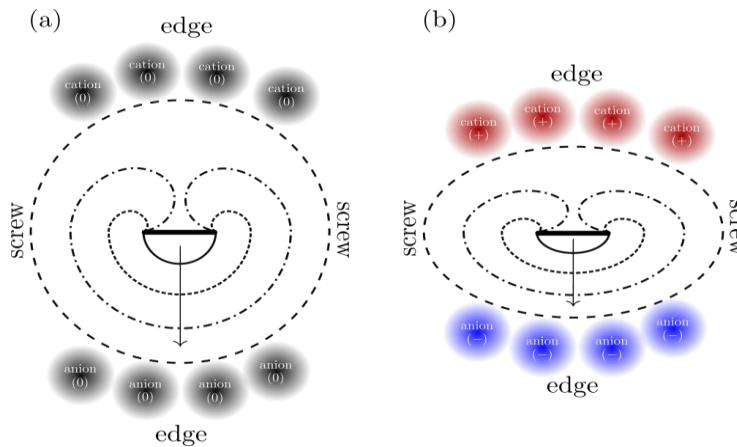 (a)
edge
cation
(0)
cation
(0)
cation
(0)
cation
(0)
screw
screw
anion
(0)
anion
(0)
anion
(0)
anion
(0)
edge
(b)
edge
cation
(+)
cation
(+)
cation
(+)
cation
(+)
screw
screw
anion
(−)
anion
(−)
anion
(−)
anion
(−)
edge